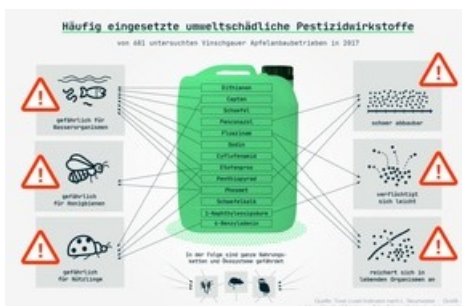 Häufig eingesetzte umweltschädliche Pestizidwirkstoffe
von 681 untersuchten Vinschgauer Apfelanbaubetrieben in 2017
gefährlich für
Wasserorganismen
gefährlich
für Honigbienen
gefährlich
für Nützlinge
Dithianon
Captan
Schwefel
Penconazol
Fluazinam
Dodin
Cyflufenamid
Etofenprox
Penthiopyrad
Phosmet
Schwefelkalk
1-Naphthylessigsäure
6-Benzyladenin
schwer abbaubar
verflüchtigt
sich leicht
reichert sich in
lebenden Organismen an
In der Folge sind ganze Nahrungs-
ketten und Ökosysteme gefährdet